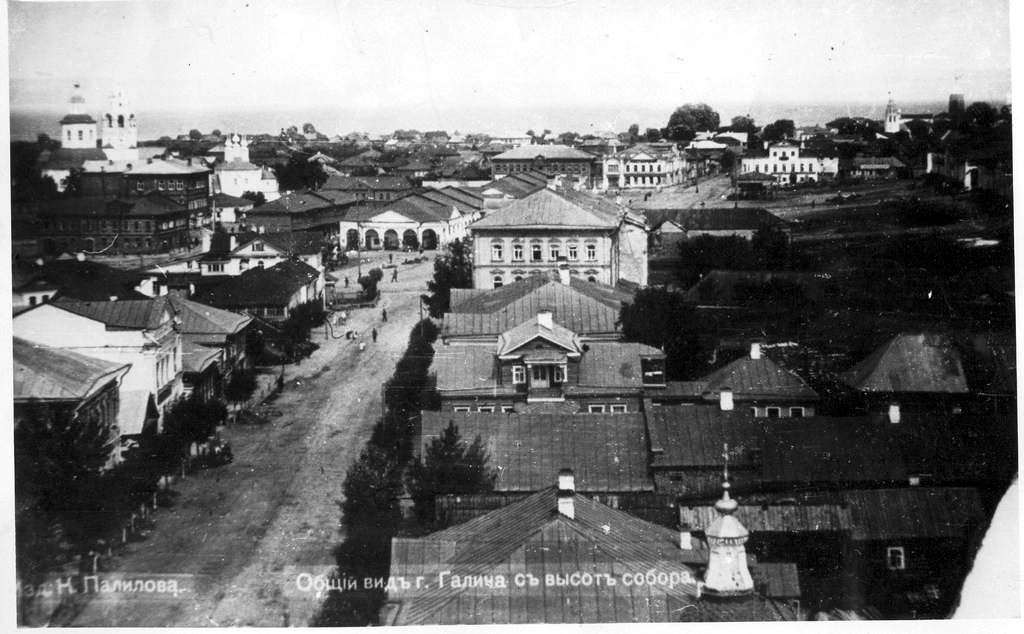 Изд. Н. Палилова.
Общій видъ г. Галича съ высотъ собора.